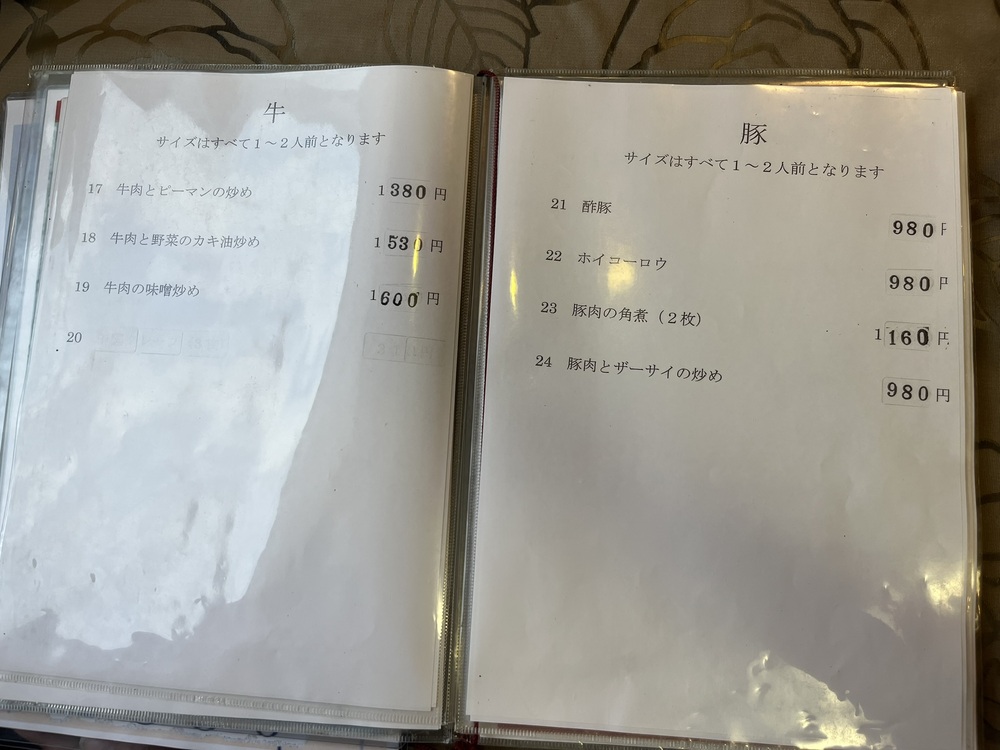 牛
サイズはすべて1～2人前となります
17 牛肉とピーマンの炒め 1380円
18 牛肉と野菜のカキ油炒め 1530円
19 牛肉の味噌炒め 1600円
20
豚
サイズはすべて1～2人前となります
21 酢豚 980
22 ホイコーロウ 980円
23 豚肉の角煮（2枚） 1160円
24 豚肉とザーサイの炒め 980円